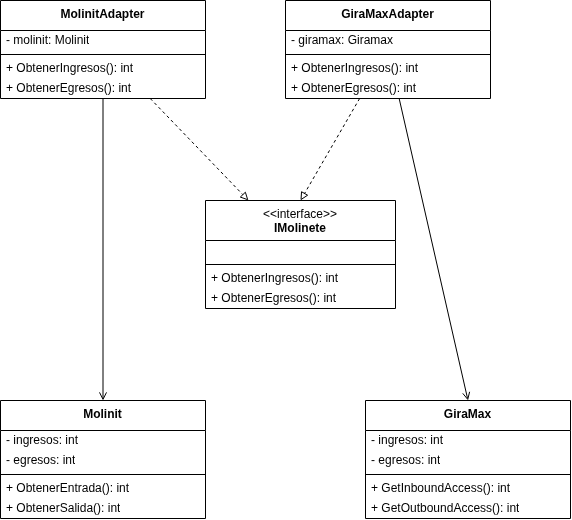 MolinitAdapter
- molinit: Molinit
+ ObtenerIngresos(): int
+ ObtenerEgresos(): int
GiraMaxAdapter
- giramax: Giramax
+ ObtenerIngresos(): int
+ ObtenerEgresos(): int
<<interface>>
IMolinete
+ ObtenerIngresos(): int
+ ObtenerEgresos(): int
Molinit
- ingresos: int
- egresos: int
+ ObtenerEntrada(): int
+ ObtenerSalida(): int
GiraMax
- ingresos: int
- egresos: int
+ GetInboundAccess(): int
+ GetOutboundAccess(): int